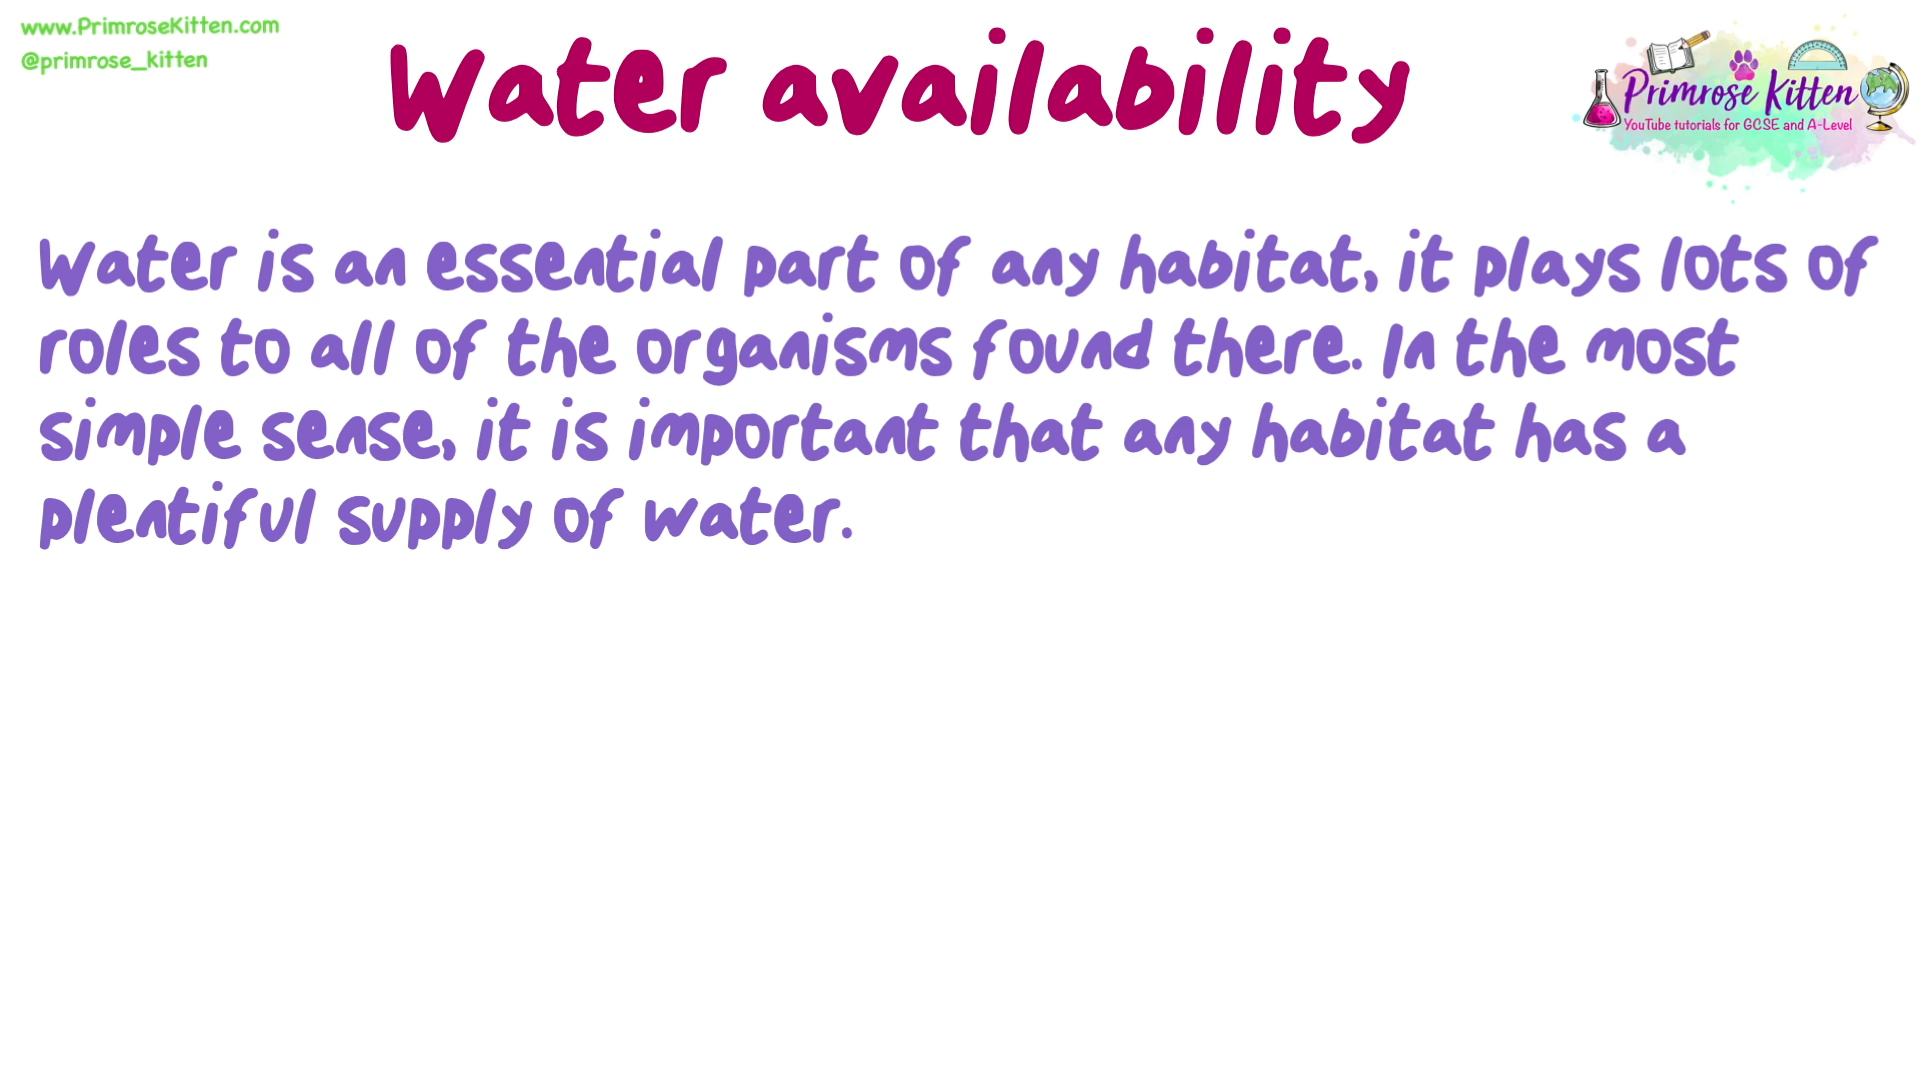 www.PrimroseKitten.com
@primrose_kitten
Water availability
Primrose Kitten
YouTube tutorials for GCSE and A-Level
Water is an essential part of any habitat, it plays lots of
roles to all of the organisms found there. In the most
simple sense, it is important that any habitat has a
plentiful supply of water.